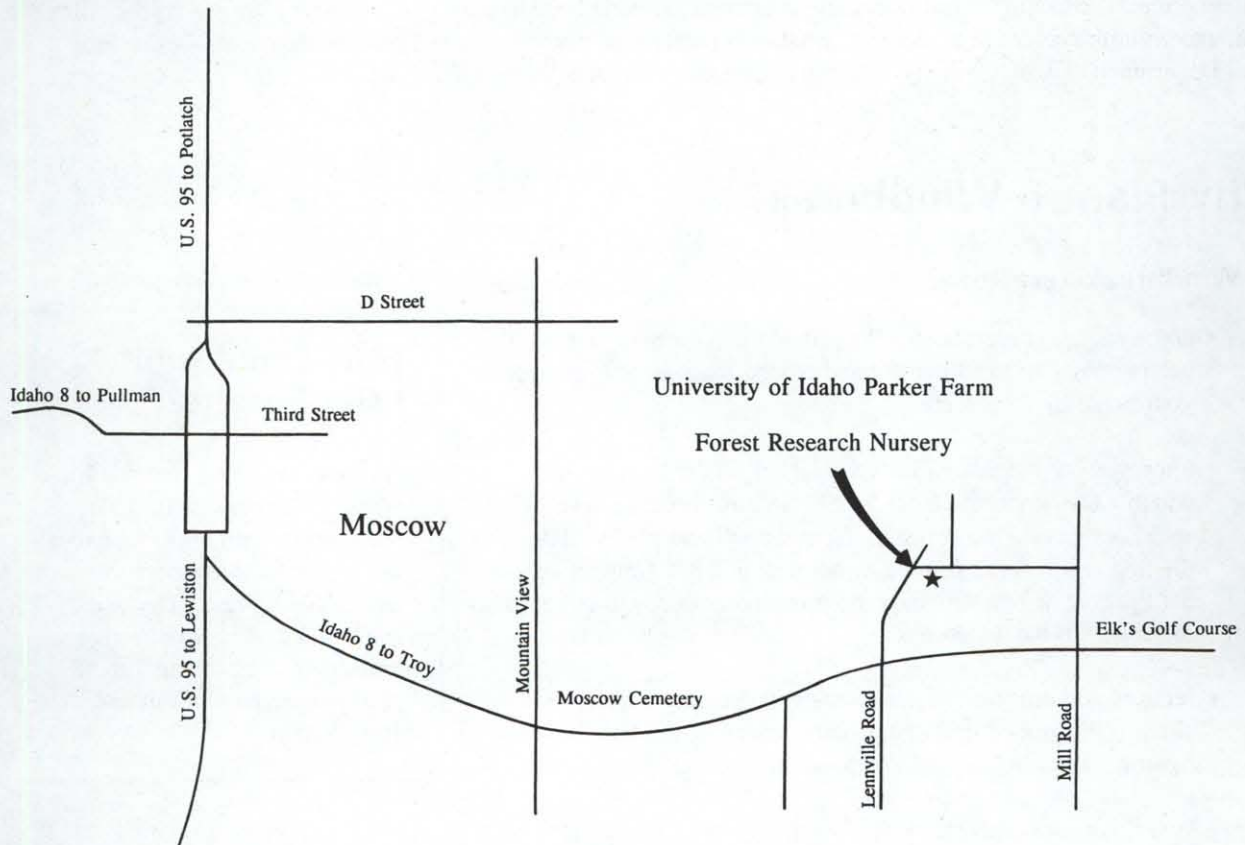 U.S. 95 to Potlatch
D Street
Idaho 8 to Pullman
Third Street
University of Idaho Parker Farm
Forest Research Nursery
Moscow
U.S. 95 to Lewiston
Idaho 8 to Troy
Mountain View
Moscow Cemetery
Elk's Golf Course
Lennville Road
Mill Road